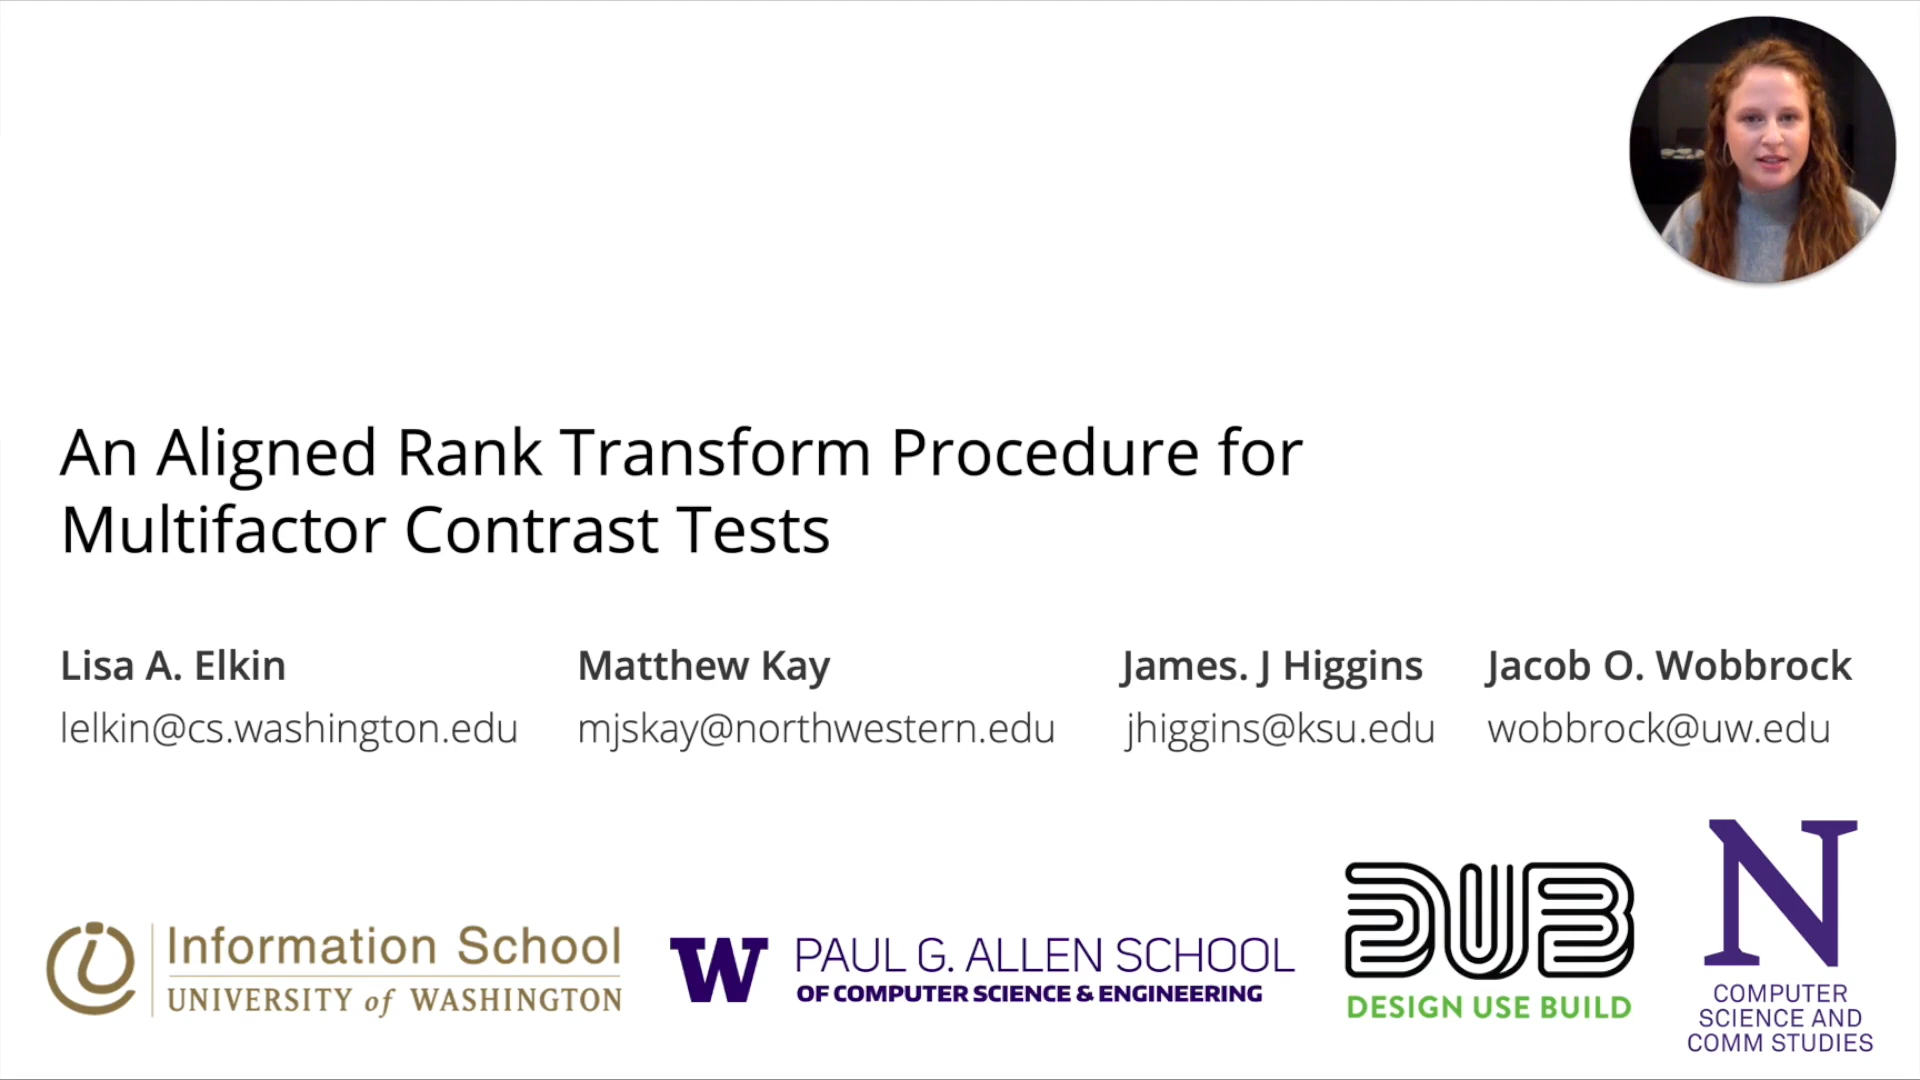 An Aligned Rank Transform Procedure for
Multifactor Contrast Tests
Lisa A. Elkin
lelkin@cs.washington.edu
Matthew Kay
mjskay@northwestern.edu
James. J Higgins
jhiggins@ksu.edu
Jacob O. Wobbrock
wobbrock@uw.edu
Information School
UNIVERSITY of WASHINGTON
W PAUL G. ALLEN SCHOOL
OF COMPUTER SCIENCE & ENGINEERING
DUB
DESIGN USE BUILD
N
COMPUTER
SCIENCE AND
COMM STUDIES